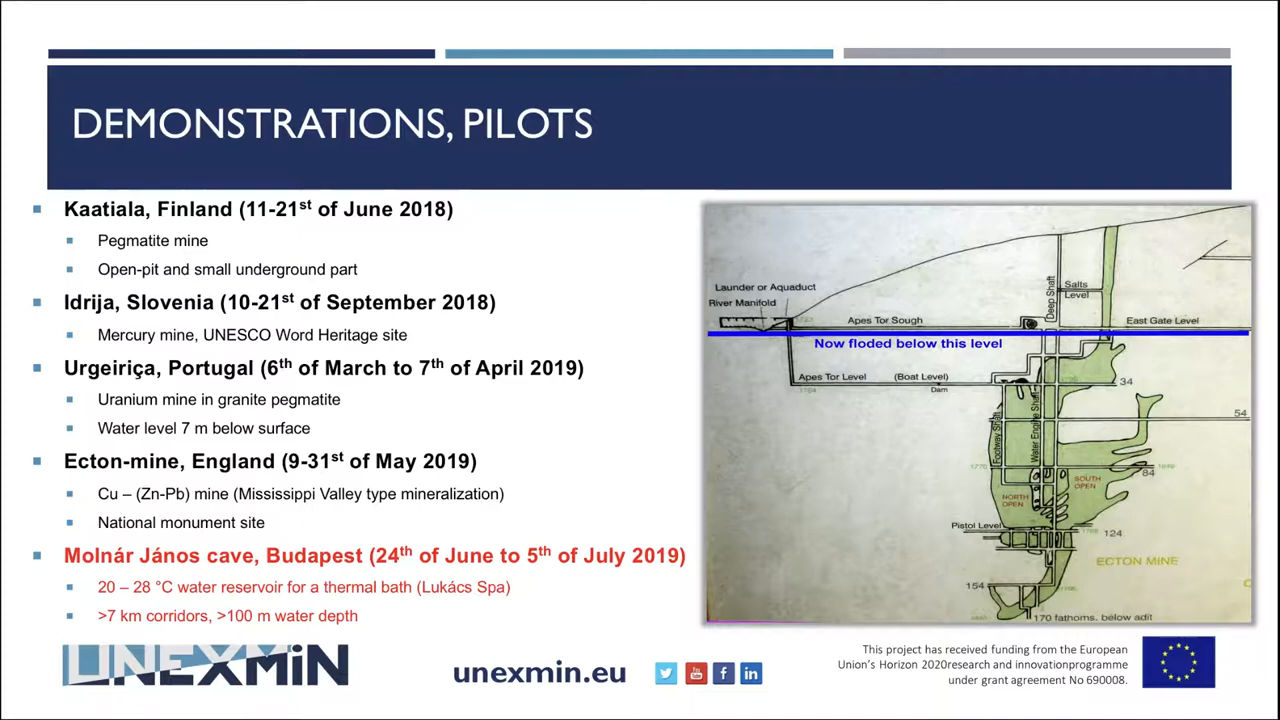 DEMONSTRATIONS, PILOTS
Kaatiala, Finland (11-21st of June 2018)
Pegmatite mine
Open-pit and small underground part
Idrija, Slovenia (10-21st of September 2018)
Mercury mine, UNESCO Word Heritage site
Urgeiriça, Portugal (6th of March to 7th of April 2019)
Uranium mine in granite pegmatite
Water level 7 m below surface
Ecton-mine, England (9-31st of May 2019)
Cu – (Zn-Pb) mine (Mississippi Valley type mineralization)
National monument site
Molnár János cave, Budapest (24th of June to 5th of July 2019)
20 – 28 °C water reservoir for a thermal bath (Lukács Spa)
>7 km corridors, >100 m water depth
Launder or Aquaduct
River Manifold
Apes Tor Sough
Deep Shaft
Salts
Level
East Gate Level
Now floded below this level
Apes Tor Level
(Boat Level)
Dam
34
54
Footway Shaft
Water Engine Shaft
84
NORTH
OPEN
SOUTH
OPEN
Pistol Level
124
ECTON MINE
154
170 fathoms, below adit
UNEXMiN
unexmin.eu
You
Tube
f
in
This project has received funding from the European
Union's Horizon 2020research and innovationprogramme
under grant agreement No 690008.